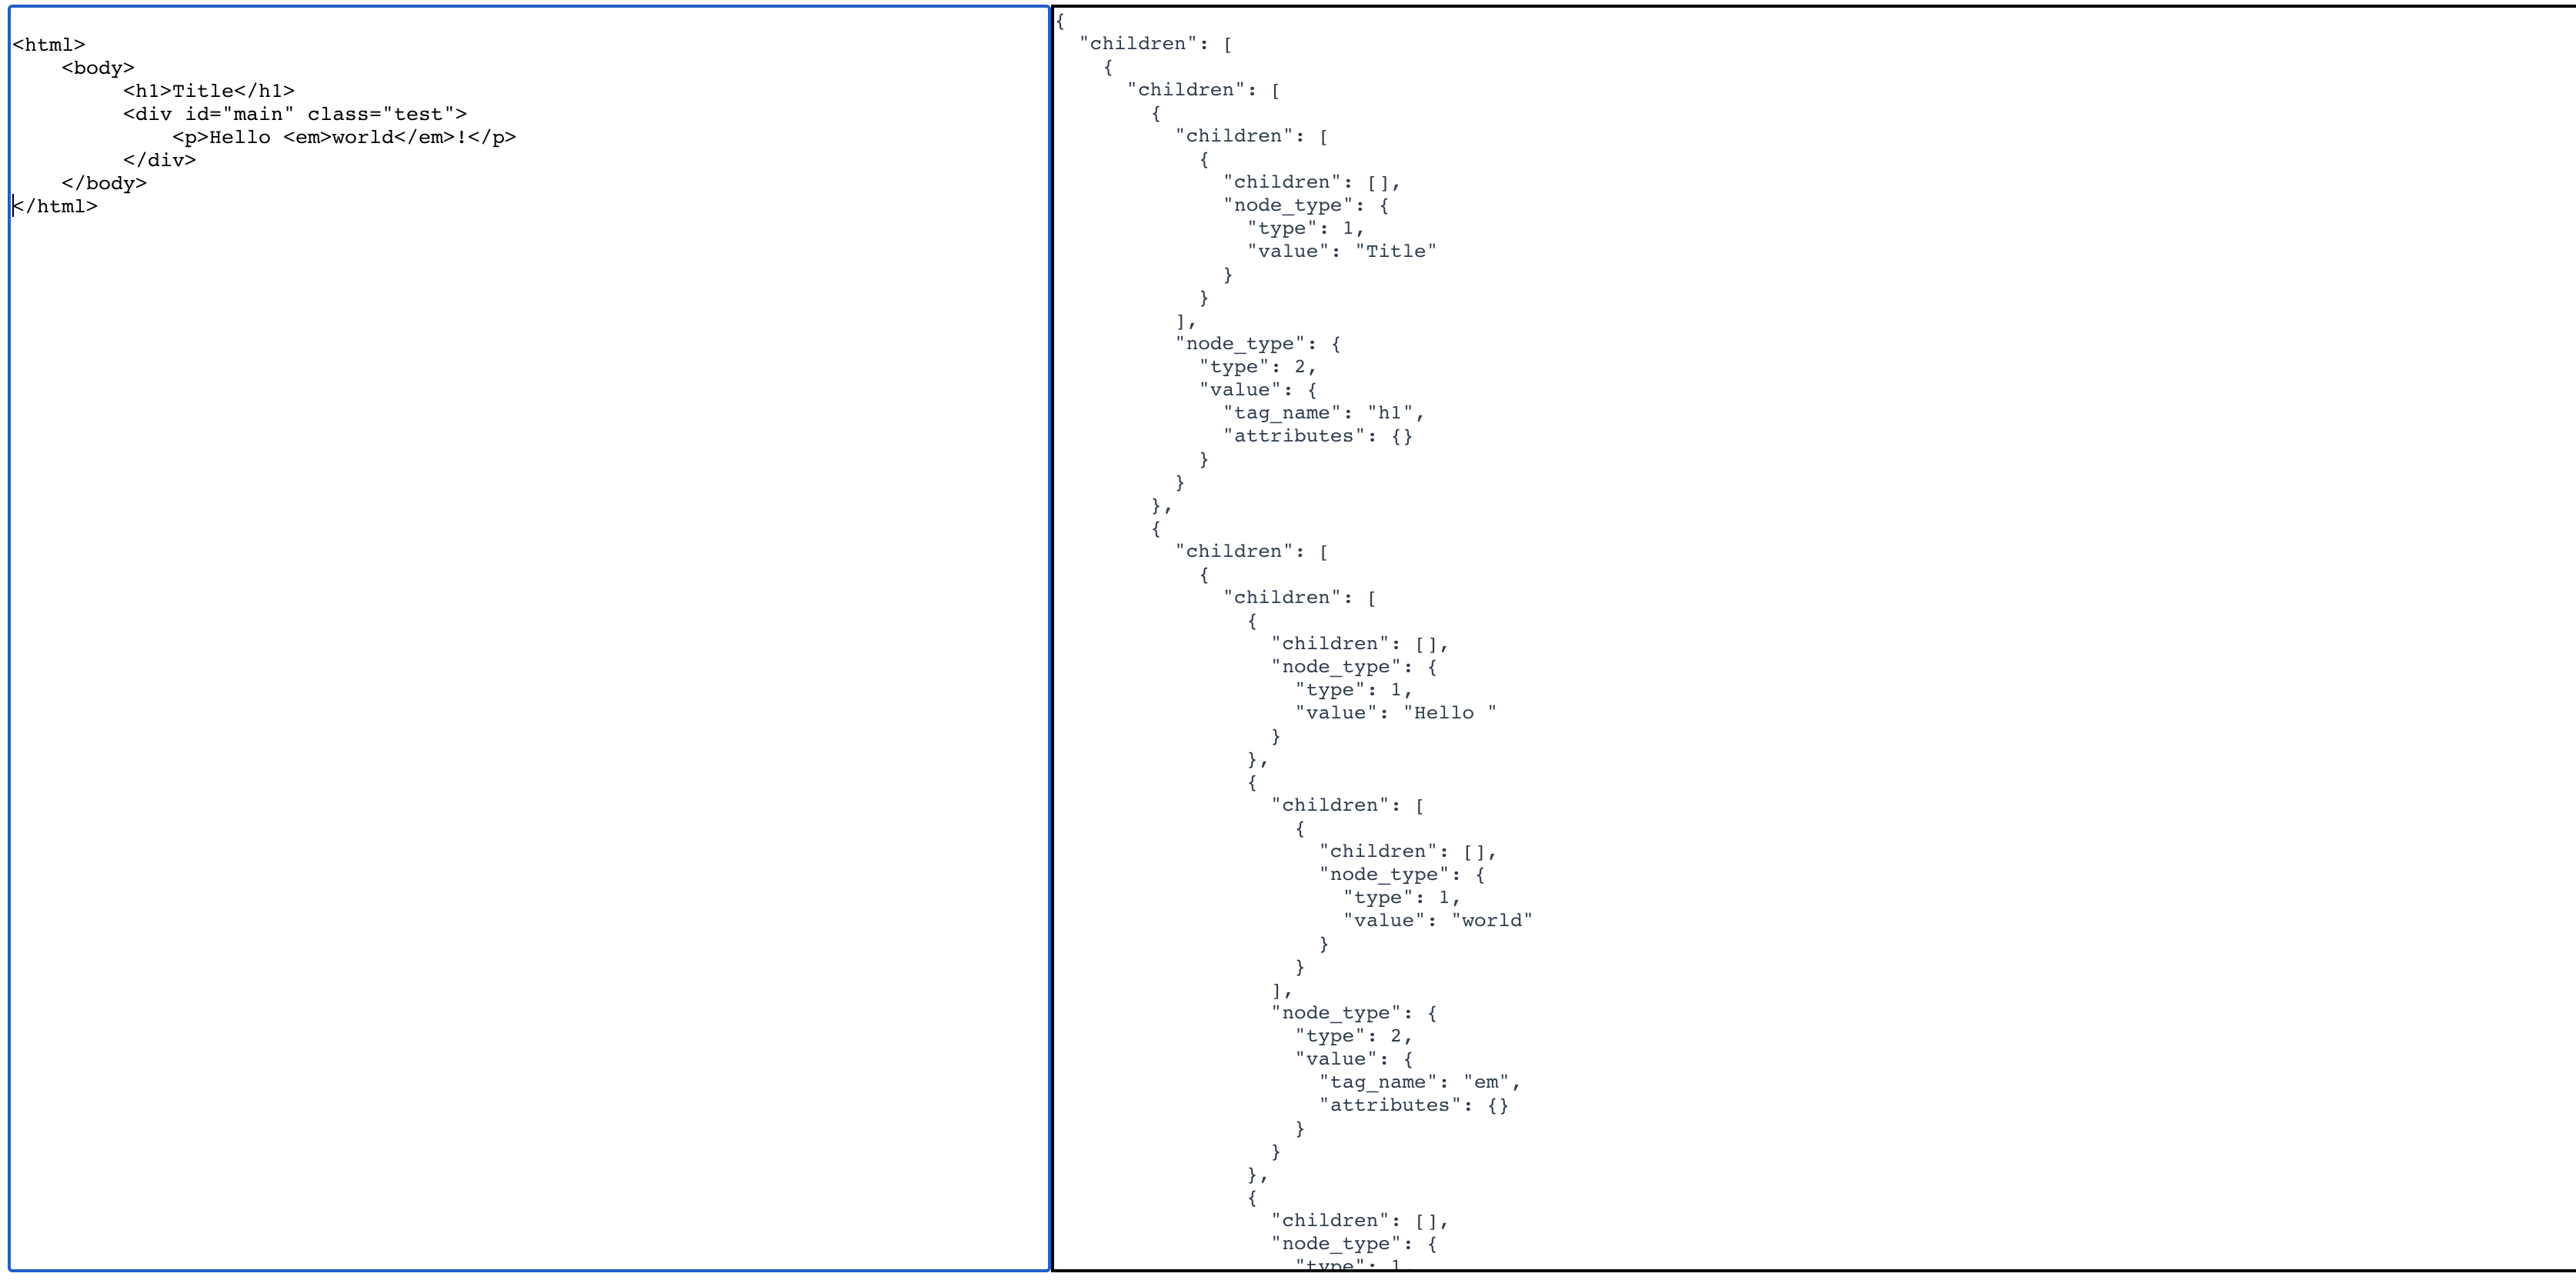 <html>
    <body>
         <h1>Title</h1>
         <div id="main" class="test">
             <p>Hello <em>world</em>!</p>
         </div>
    </body>
</html>
{
  "children": [
    {
      "children": [
        {
          "children": [
            {
              "children": [],
              "node_type": {
                "type": 1,
                "value": "Title"
              }
            }
          ],
          "node_type": {
            "type": 2,
            "value": {
              "tag_name": "h1",
              "attributes": {}
            }
          }
        },
        {
          "children": [
            {
              "children": [
                {
                  "children": [],
                  "node_type": {
                    "type": 1,
                    "value": "Hello "
                  }
                },
                {
                  "children": [
                    {
                      "children": [],
                      "node_type": {
                        "type": 1,
                        "value": "world"
                      }
                    }
                  ],
                  "node_type": {
                    "type": 2,
                    "value": {
                      "tag_name": "em",
                      "attributes": {}
                    }
                  }
                },
                {
                  "children": [],
                  "node_type": {
                    "type": 1,